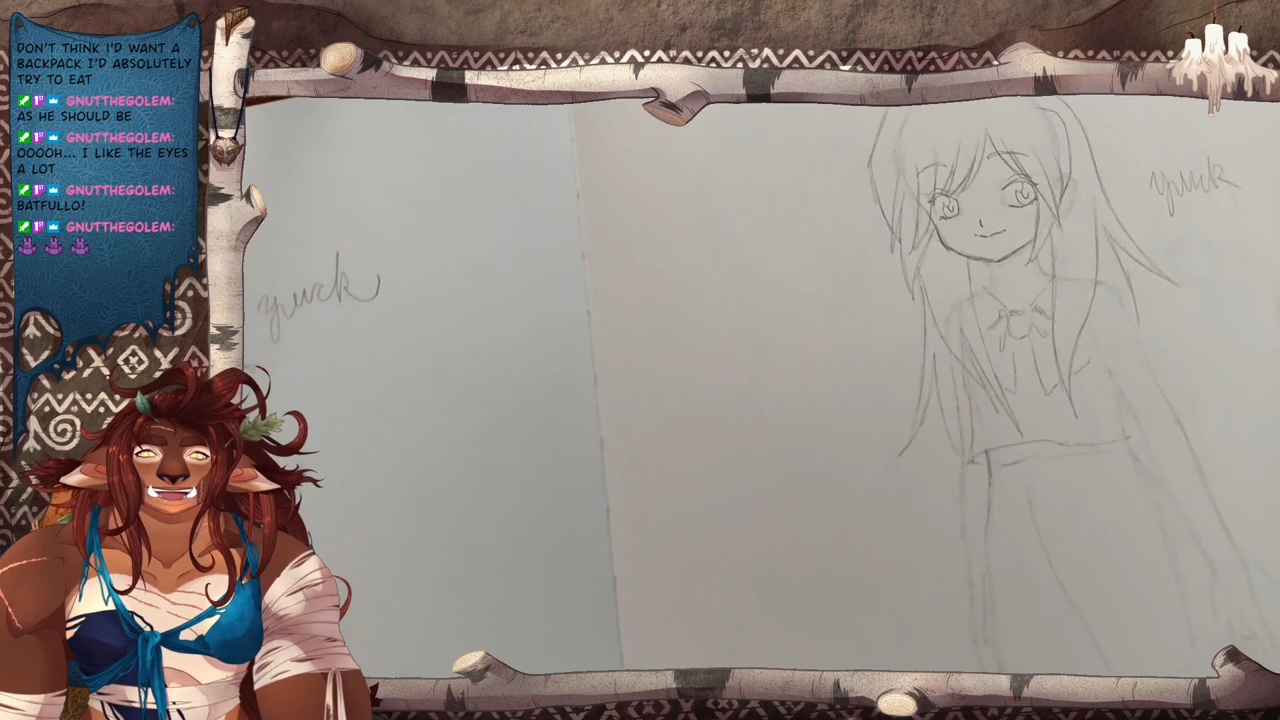 DON'T THINK I'D WANT A
BACKPACK I'D ABSOLUTELY
TRY TO EAT
GNUTTHEGOLEM:
AS HE SHOULD BE
GNUTTHEGOLEM:
OOOOH... I LIKE THE EYES
A LOT
GNUTTHEGOLEM:
BATFULLO!
GNUTTHEGOLEM:
yuck
yuck